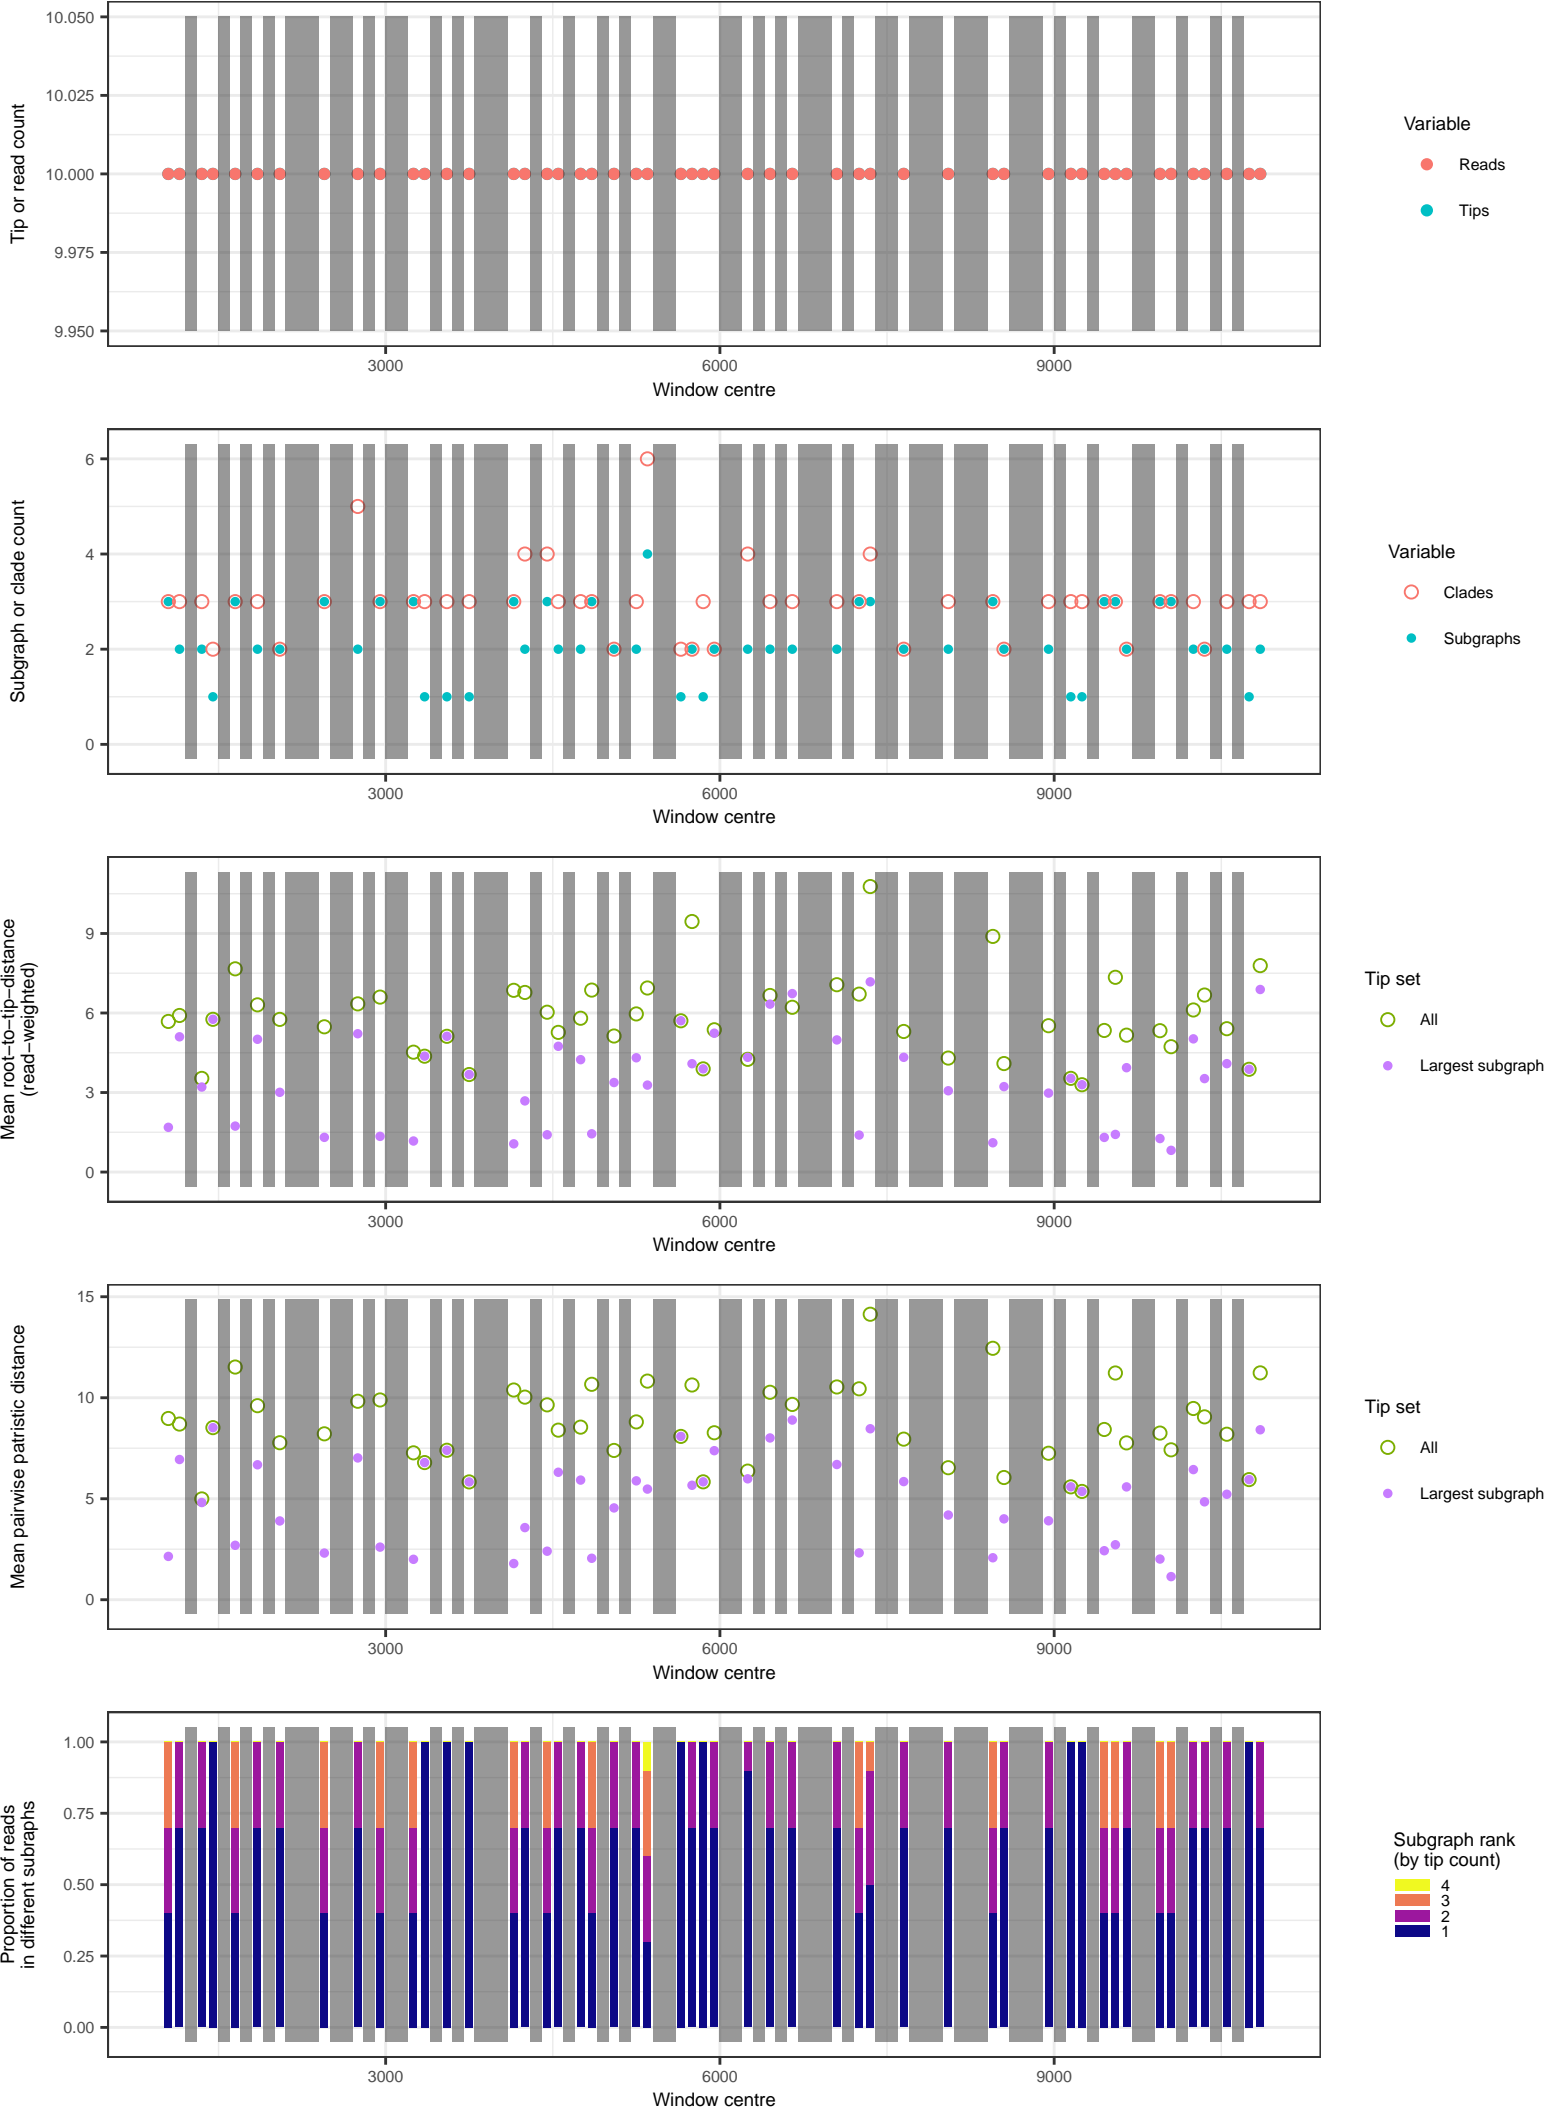 10.050
10.025
10.000
9.975
9.950
Tip or read count
3000
6000
9000
Window centre
Variable
Reads
Tips
6
4
2
0
Subgraph or clade count
3000
6000
9000
Window centre
Variable
Clades
Subgraphs
9
6
3
0
Mean root−to−tip−distance
(read−weighted)
3000
6000
9000
Window centre
Tip set
All
Largest subgraph
15
10
5
0
Mean pairwise patristic distance
3000
6000
9000
Window centre
Tip set
All
Largest subgraph
1.00
0.75
0.50
0.25
0.00
Proportion of reads
in different subraphs
3000
6000
9000
Window centre
Subgraph rank
(by tip count)
4
3
2
1